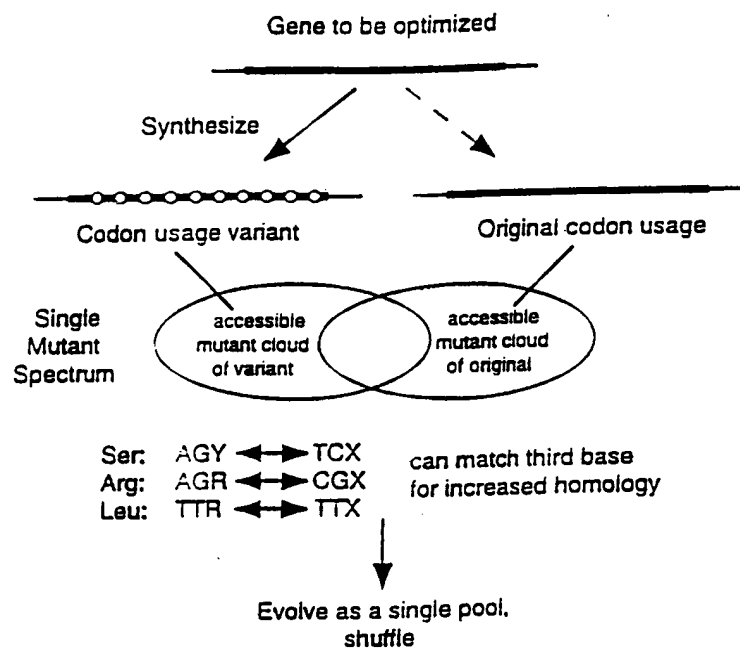 Gene to be optimized
Synthesize
Codon usage variant
Original codon usage
Single
Mutant
Spectrum
accessible
mutant cloud
of variant
accessible
mutant cloud
of original
Ser: AGY TCX
Arg: AGR CGX
Leu: TTR TTX
can match third base
for increased homology
Evolve as a single pool,
shuffle